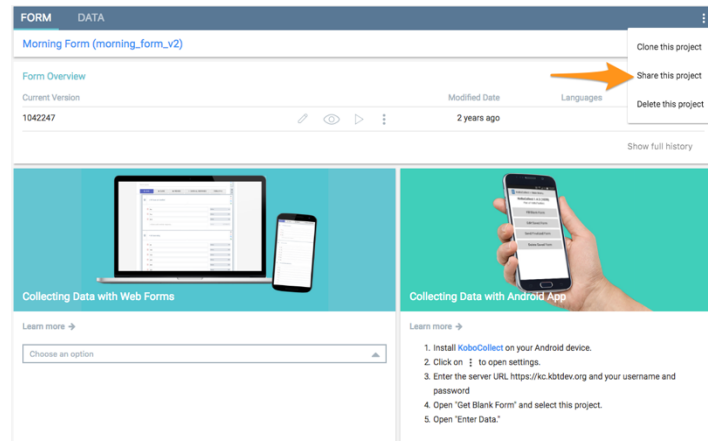 FORM DATA
Morning Form (morning_form_v2)
Clone this project
Share this project
Delete this project
Form Overview
Current Version Modified Date Languages
1042247 2 years ago
Show full history
Collecting Data with Web Forms
Learn more →
Choose an option
Collecting Data with Android App
Learn more →
1. Install KoboCollect on your Android device.
2. Click on ⋮ to open settings.
3. Enter the server URL https://kc.kbtdev.org and your username and
password
4. Open "Get Blank Form" and select this project.
5. Open "Enter Data."